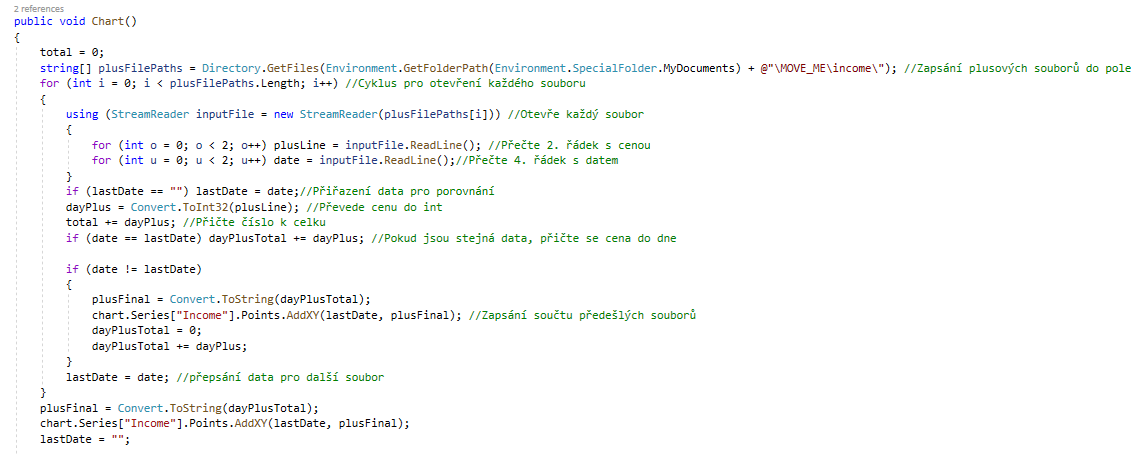 2 references
public void Chart()
{
total = 0;
string[] plusFilePaths = Directory.GetFiles(Environment.GetFolderPath(Environment.SpecialFolder.MyDocuments) + @"\MOVE_ME\income\"); //Zapsání plusových souborů do pole
for (int i = 0; i < plusFilePaths.Length; i++) //Cyklus pro otevření každého souboru
{
using (StreamReader inputFile = new StreamReader(plusFilePaths[i])) //Otevře každý soubor
{
for (int o = 0; o < 2; o++) plusLine = inputFile.ReadLine(); //Přečte 2. řádek s cenou
for (int u = 0; u < 2; u++) date = inputFile.ReadLine();//Přečte 4. řádek s datem
}
if (lastDate == "") lastDate = date;//Přiřazení data pro porovnání
dayPlus = Convert.ToInt32(plusLine); //Převede cenu do int
total += dayPlus; //Přičte číslo k celku
if (date == lastDate) dayPlusTotal += dayPlus; //Pokud jsou stejná data, přičte se cena do dne
if (date != lastDate)
{
plusFinal = Convert.ToString(dayPlusTotal);
chart.Series["Income"].Points.AddXY(lastDate, plusFinal); //Zapsání součtu předešlých souborů
dayPlusTotal = 0;
dayPlusTotal += dayPlus;
}
lastDate = date; //přepsání data pro další soubor
}
plusFinal = Convert.ToString(dayPlusTotal);
chart.Series["Income"].Points.AddXY(lastDate, plusFinal);
lastDate = "";